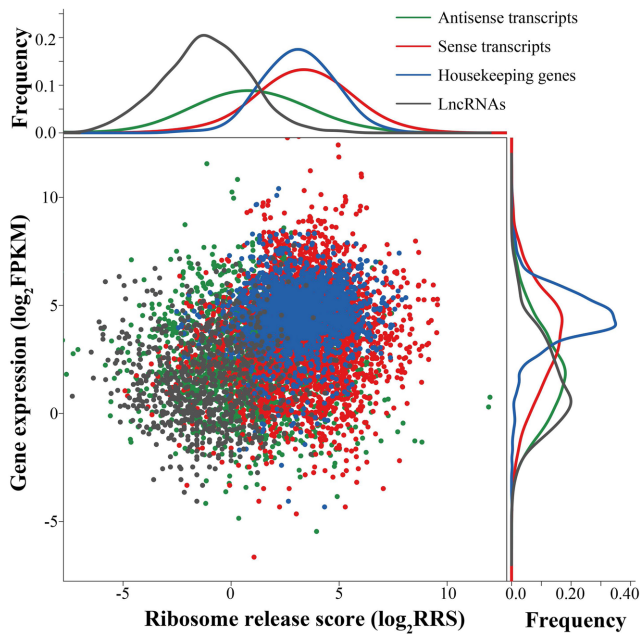 Antisense transcripts
Sense transcripts
Housekeeping genes
LncRNAs
Frequency
0.2
0.1
0.0
Gene expression (log₂FPKM)
10
5
0
-5
-5 0 5 10
Ribosome release score (log₂RRS)
0.0 0.20 0.40
Frequency